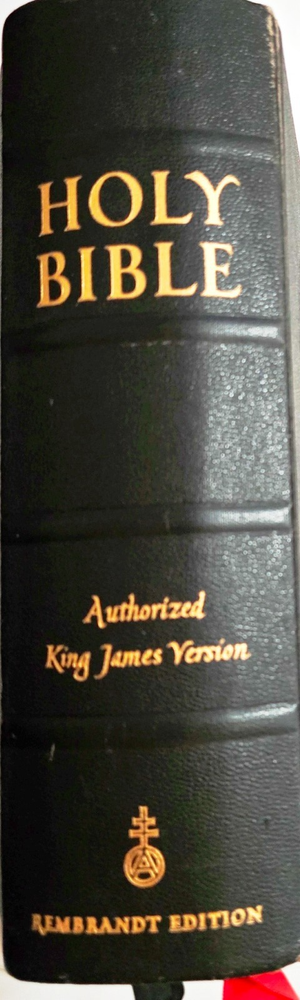 HOLY
BIBLE
Authorized
King James Version
REMBRANDT EDITION